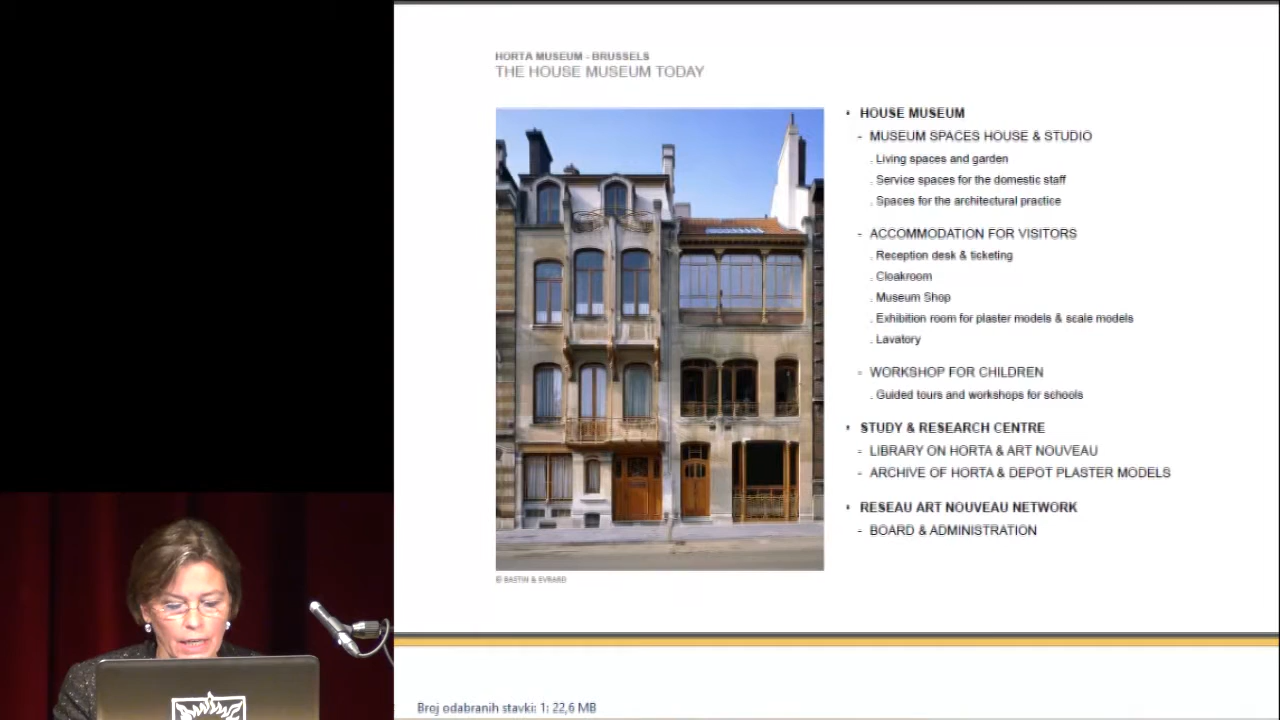 HORTA MUSEUM - BRUSSELS
THE HOUSE MUSEUM TODAY
• HOUSE MUSEUM
- MUSEUM SPACES HOUSE & STUDIO
. Living spaces and garden
. Service spaces for the domestic staff
. Spaces for the architectural practice
- ACCOMMODATION FOR VISITORS
. Reception desk & ticketing
. Cloakroom
. Museum Shop
. Exhibition room for plaster models & scale models
. Lavatory
- WORKSHOP FOR CHILDREN
. Guided tours and workshops for schools
• STUDY & RESEARCH CENTRE
- LIBRARY ON HORTA & ART NOUVEAU
- ARCHIVE OF HORTA & DEPOT PLASTER MODELS
• RESEAU ART NOUVEAU NETWORK
- BOARD & ADMINISTRATION
© BASTIN & EVRARD
Broj odabranih stavki: 1: 22,6 MB